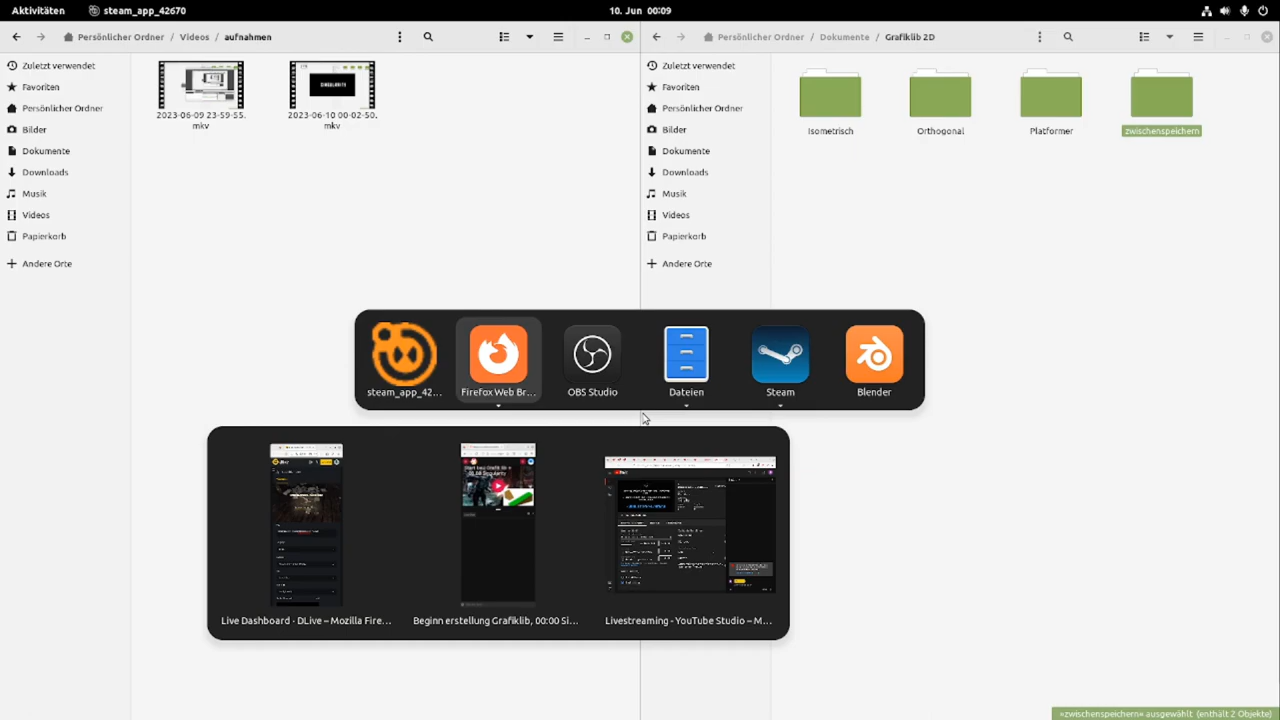 Aktivitäten
steam_app_42670
10. Jun 00:09
Persönlicher Ordner / Videos / aufnahmen
Persönlicher Ordner / Dokumente / Grafiklib 2D
Zuletzt verwendet
Favoriten
Persönlicher Ordner
Bilder
Dokumente
Downloads
Musik
Videos
Papierkorb
Andere Orte
2023-06-09 23-59-55.
mkv
SINGULARITY
2023-06-10 00-02-50.
mkv
Zuletzt verwendet
Favoriten
Persönlicher Ordner
Bilder
Dokumente
Downloads
Musik
Videos
Papierkorb
Andere Orte
Isometrisch
Orthogonal
Platformer
zwischenspeichern
steam_app_42...
Firefox Web Br...
OBS Studio
Dateien
Steam
Blender
Live Dashboard · DLive – Mozilla Fire...
Beginn erstellung Grafiklib, 00:00 Si...
Livestreaming - YouTube Studio – M...
«zwischenspeichern» ausgewählt (enthält 2 Objekte)